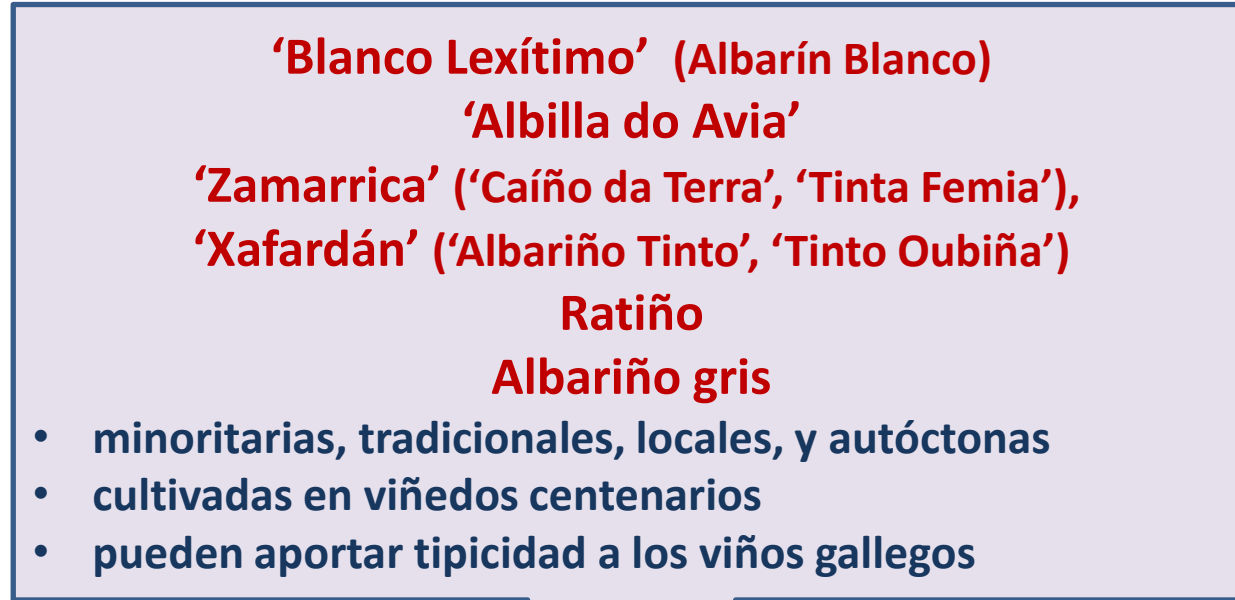 ‘Blanco Lexítimo’ (Albarín Blanco)
‘Albilla do Avia’
‘Zamarrica’ (‘Caíño da Terra’, ‘Tinta Femia’),
‘Xafardán’ (‘Albariño Tinto’, ‘Tinto Oubiña’)
Ratiño
Albariño gris
• minoritarias, tradicionales, locales, y autóctonas
• cultivadas en viñedos centenarios
• pueden aportar tipicidad a los viños gallegos